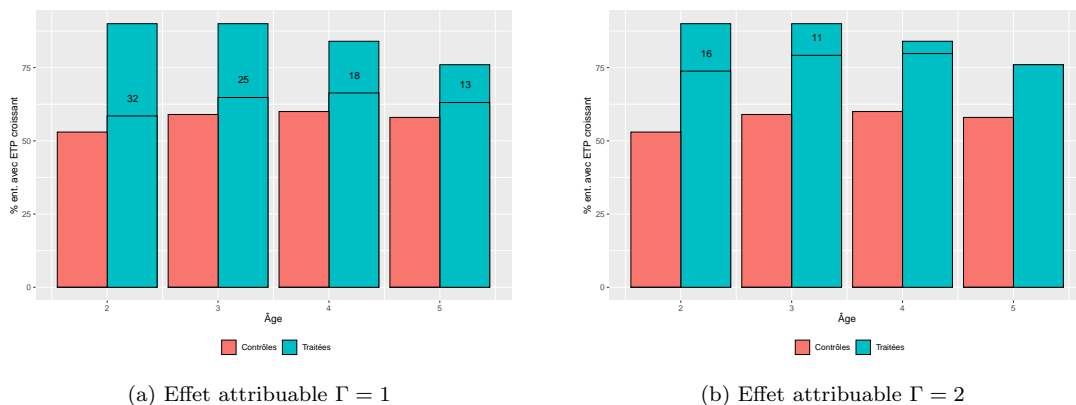 % ent. avec ETP croissant
75
50
25
0
32
25
18
13
2
3
4
5
Âge
Contrôles
Traitées
(a) Effet attribuable Γ = 1
% ent. avec ETP croissant
75
50
25
0
16
11
2
3
4
5
Âge
Contrôles
Traitées
(b) Effet attribuable Γ = 2